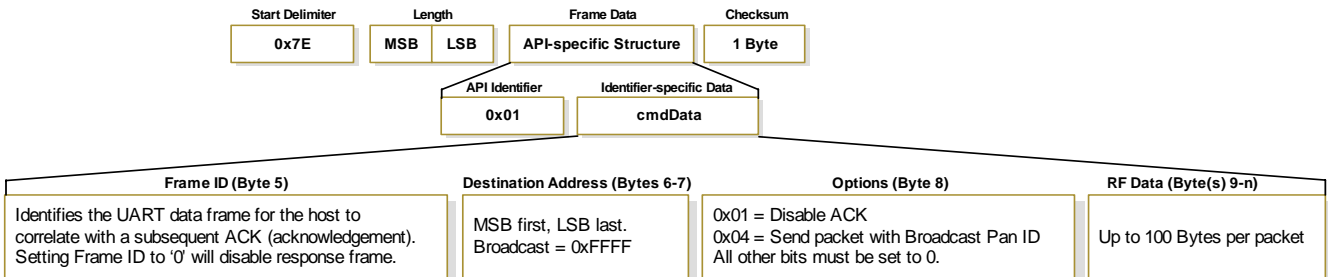 Start Delimiter Length Frame Data Checksum
0x7E MSB LSB API-specific Structure 1 Byte
API Identifier Identifier-specific Data
0x01 cmdData
Frame ID (Byte 5)
Identifies the UART data frame for the host to
correlate with a subsequent ACK (acknowledgement).
Setting Frame ID to ‘0' will disable response frame.
Destination Address (Bytes 6-7)
MSB first, LSB last.
Broadcast = 0xFFFF
Options (Byte 8)
0x01 = Disable ACK
0x04 = Send packet with Broadcast Pan ID
All other bits must be set to 0.
RF Data (Byte(s) 9-n)
Up to 100 Bytes per packet